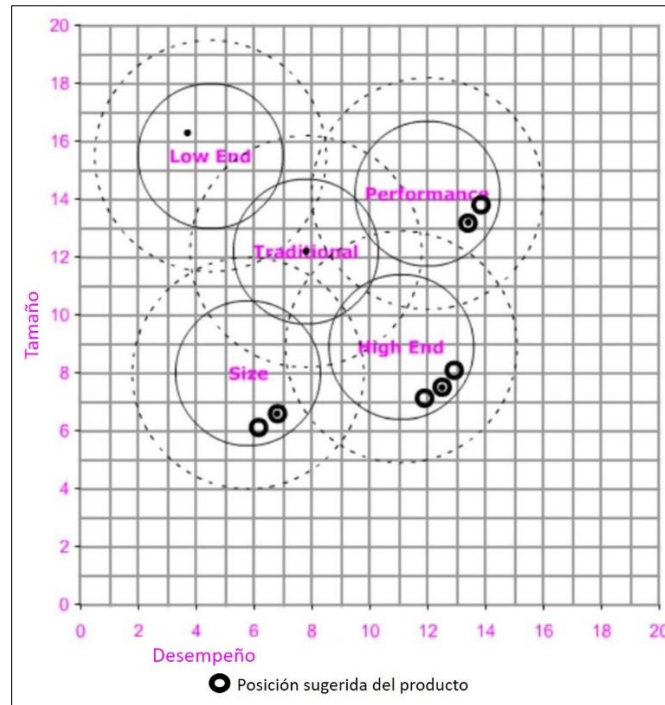 20
18
16
14
12
10
8
6
4
2
0
Tamaño
Low End
Performance
Traditional
High End
Size
0 2 4 6 8 10 12 14 16 18 20
Desempeño
Posición sugerida del producto